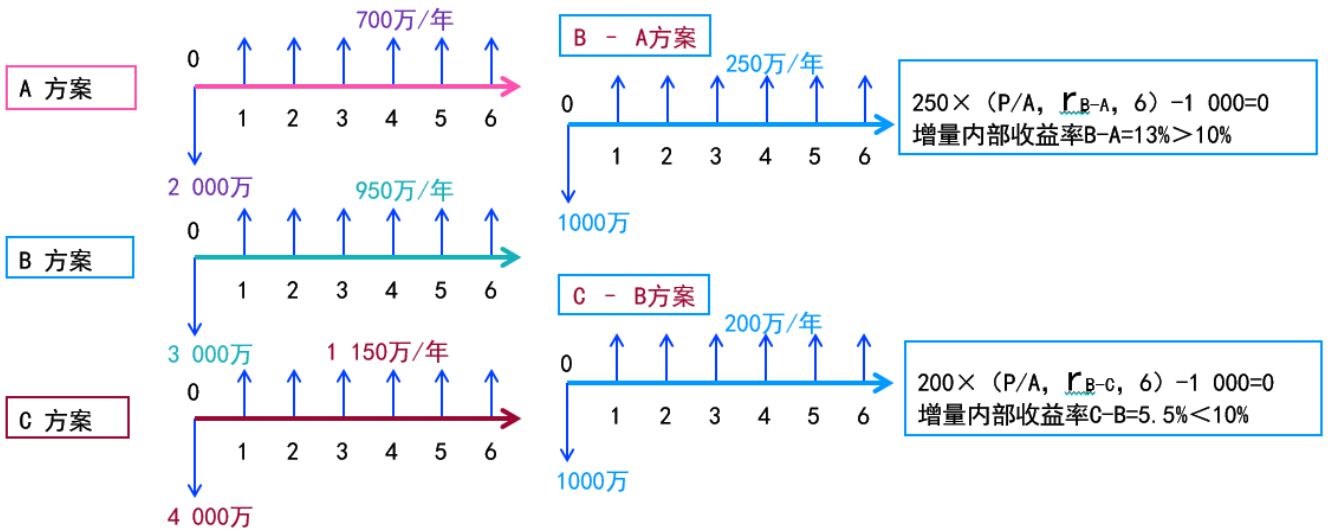 A 方案
700万/年
0
1 2 3 4 5 6
2 000万
B 方案
950万/年
0
1 2 3 4 5 6
3 000万
C 方案
1 150万/年
0
1 2 3 4 5 6
4 000万
B - A方案
250万/年
0
1 2 3 4 5 6
1000万
250×（P/A，rB-A，6）-1 000=0
增量内部收益率B-A=13%＞10%
C - B方案
200万/年
0
1 2 3 4 5 6
1000万
200×（P/A，rB-C，6）-1 000=0
增量内部收益率C-B=5.5%＜10%